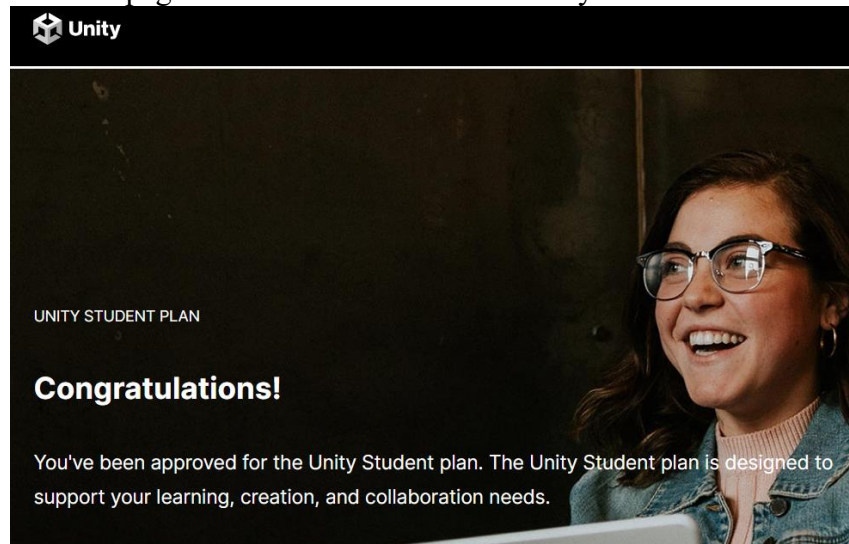 Unity
UNITY STUDENT PLAN
Congratulations!
You've been approved for the Unity Student plan. The Unity Student plan is designed to
support your learning, creation, and collaboration needs.